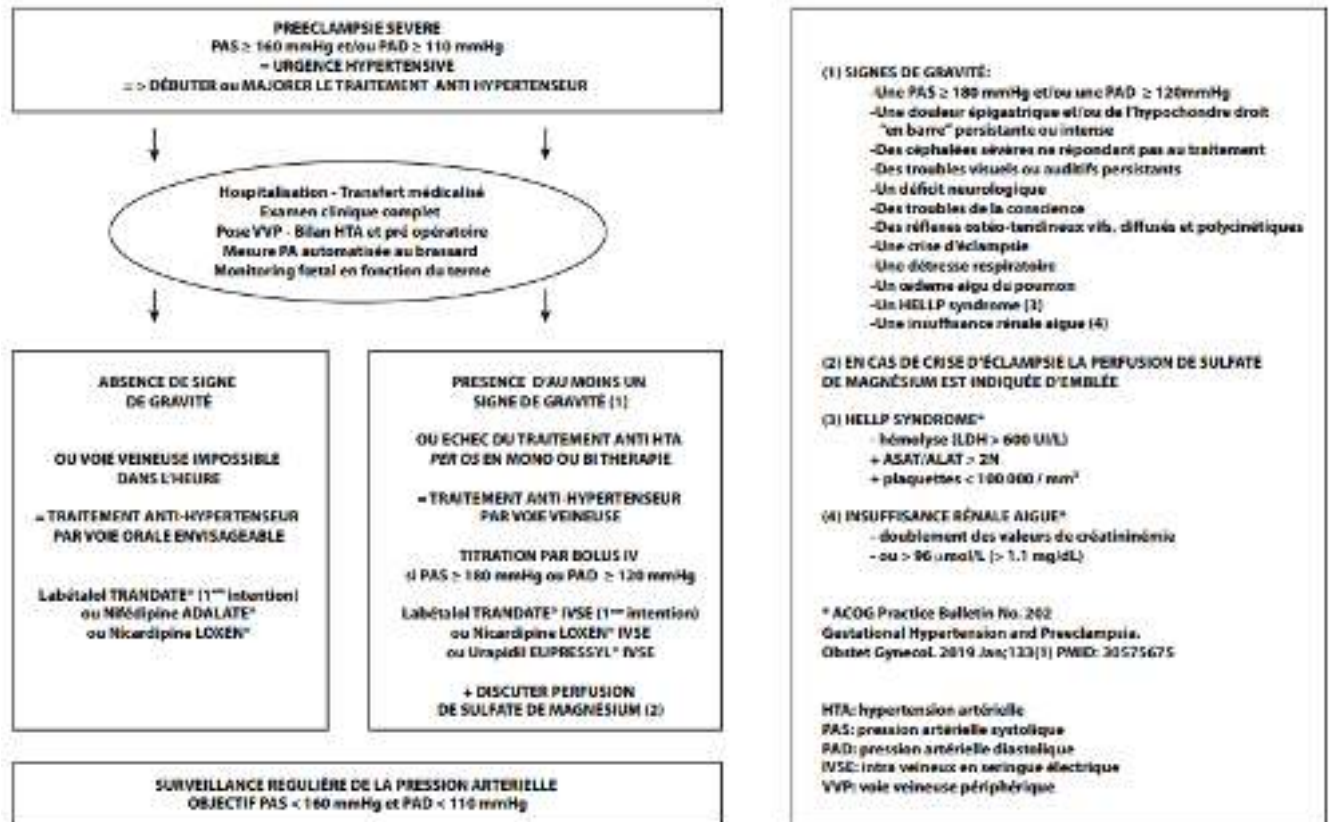 PREECLAMPSIE SEVERE
PAS ≥ 160 mmHg et/ou PAD ≥ 110 mmHg
= URGENCE HYPERTENSIVE
= > DÉBUTER ou MAJORER LE TRAITEMENT ANTI HYPERTENSEUR
Hospitalisation - Transfert médicalisé
Examen clinique complet
Pose VVP - Bilan HTA et pré opératoire
Mesure PA automatisée au brassard
Monitoring fœtal en fonction du terme
ABSENCE DE SIGNE
DE GRAVITÉ
OU VOIE VEINEUSE IMPOSSIBLE
DANS L'HEURE
= TRAITEMENT ANTI-HYPERTENSEUR
PAR VOIE ORALE ENVISAGEABLE
Labétalol TRANDATE® (1ère intention)
ou Nifédipine ADALATE®
ou Nicardipine LOXEN®
PRESENCE D'AU MOINS UN
SIGNE DE GRAVITÉ (1)
OU ECHEC DU TRAITEMENT ANTI HTA
PER OS EN MONO OU BI THERAPIE
= TRAITEMENT ANTI-HYPERTENSEUR
PAR VOIE VEINEUSE
TITRATION PAR BOLUS IV
si PAS ≥ 180 mmHg ou PAD ≥ 120 mmHg
Labétalol TRANDATE® IVSE (1ère intention)
ou Nicardipine LOXEN® IVSE
ou Urapidil EUPRESSYL® IVSE
+ DISCUTER PERFUSION
DE SULFATE DE MAGNÉSIUM (2)
SURVEILLANCE REGULIÈRE DE LA PRESSION ARTERIELLE
OBJECTIF PAS < 160 mmHg et PAD < 110 mmHg
(1) SIGNES DE GRAVITÉ:
-Une PAS ≥ 180 mmHg et/ou une PAD ≥ 120mmHg
-Une douleur épigastrique et/ou de l'hypochondre droit
"en barre" persistante ou intense
-Des céphalées sévères ne répondant pas au traitement
-Des troubles visuels ou auditifs persistants
-Un déficit neurologique
-Des troubles de la conscience
-Des réflexes ostéo-tendineux vifs, diffusés et polycinétiques
-Une crise d'éclampsie
-Une détresse respiratoire
-Un œdeme aigu du poumon
-Un HELLP syndrome (3)
-Une insuffisance rénale aigue (4)
(2) EN CAS DE CRISE D'ÉCLAMPSIE LA PERFUSION DE SULFATE
DE MAGNÉSIUM EST INDIQUÉE D'EMBLÉE
(3) HELLP SYNDROME*
- hémolyse (LDH > 600 UI/L)
+ ASAT/ALAT > 2N
+ plaquettes < 100 000 / mm³
(4) INSUFFISANCE RÉNALE AIGUE*
- doublement des valeurs de créatininémie
- ou > 96 µmol/L (> 1.1 mg/dL)
* ACOG Practice Bulletin No. 202
Gestational Hypertension and Preeclampsia.
Obstet Gynecol. 2019 Jan;133(1) PMID: 30575675
HTA: hypertension artérielle
PAS: pression artérielle systolique
PAD: pression artérielle diastolique
IVSE: intra veineux en seringue électrique
VVP: voie veineuse périphérique